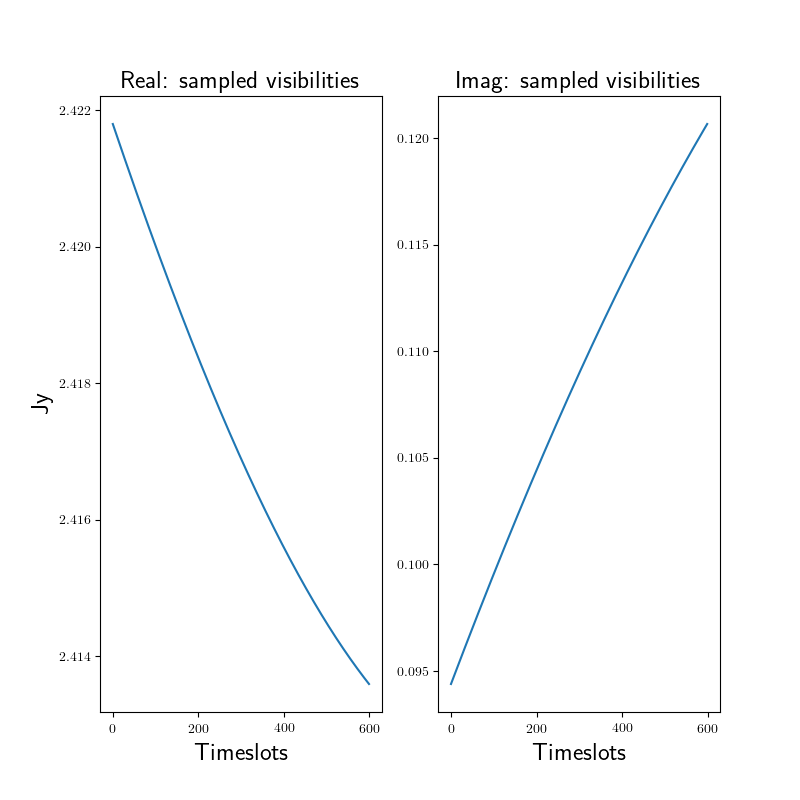 Real: sampled visibilities
Imag: sampled visibilities
2.422
2.420
2.418
2.416
2.414
Jy
0 200 400 600
Timeslots
0.120
0.115
0.110
0.105
0.100
0.095
0 200 400 600
Timeslots